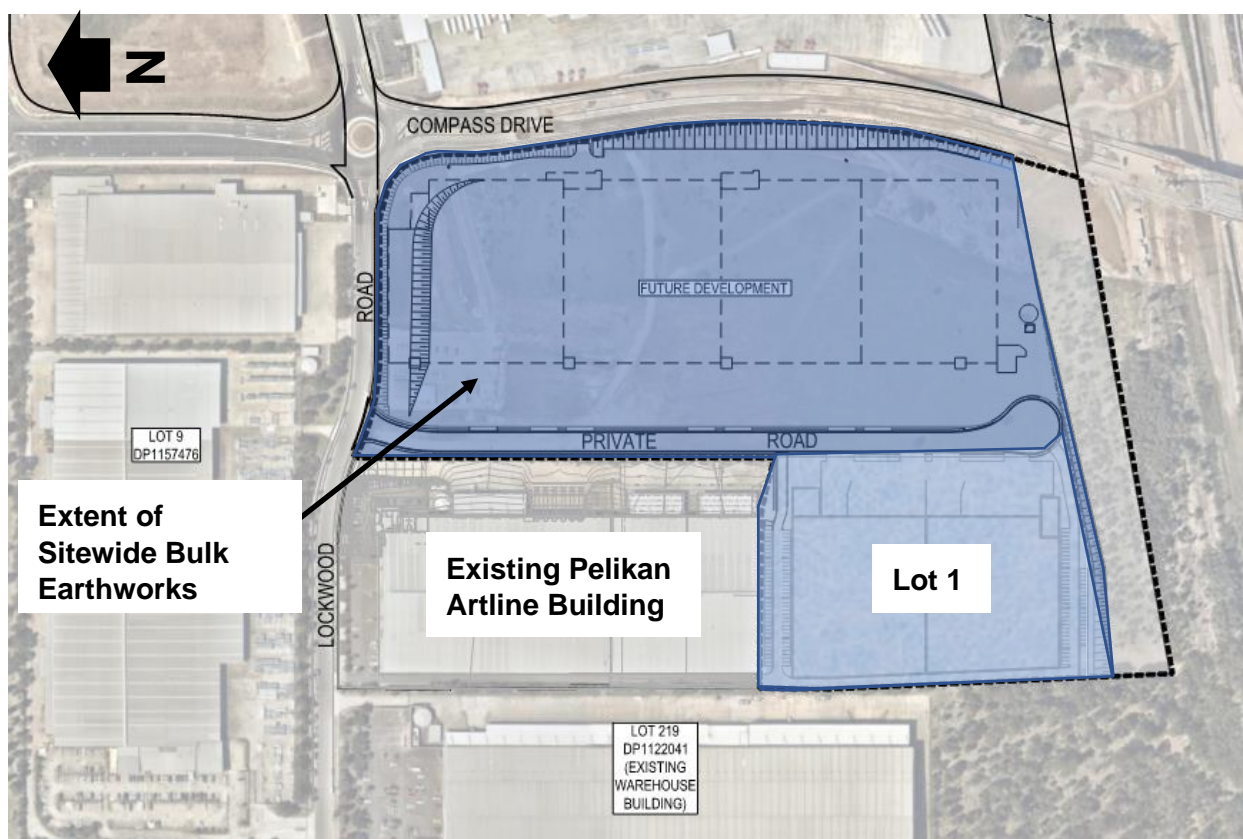 N
COMPASS DRIVE
ROAD
FUTURE DEVELOPMENT
PRIVATE ROAD
LOT 9
DP1157476
Extent of
Sitewide Bulk
Earthworks
LOCKWOOD
Existing Pelikan
Artline Building
Lot 1
LOT 219
DP1122041
(EXISTING
WAREHOUSE
BUILDING)